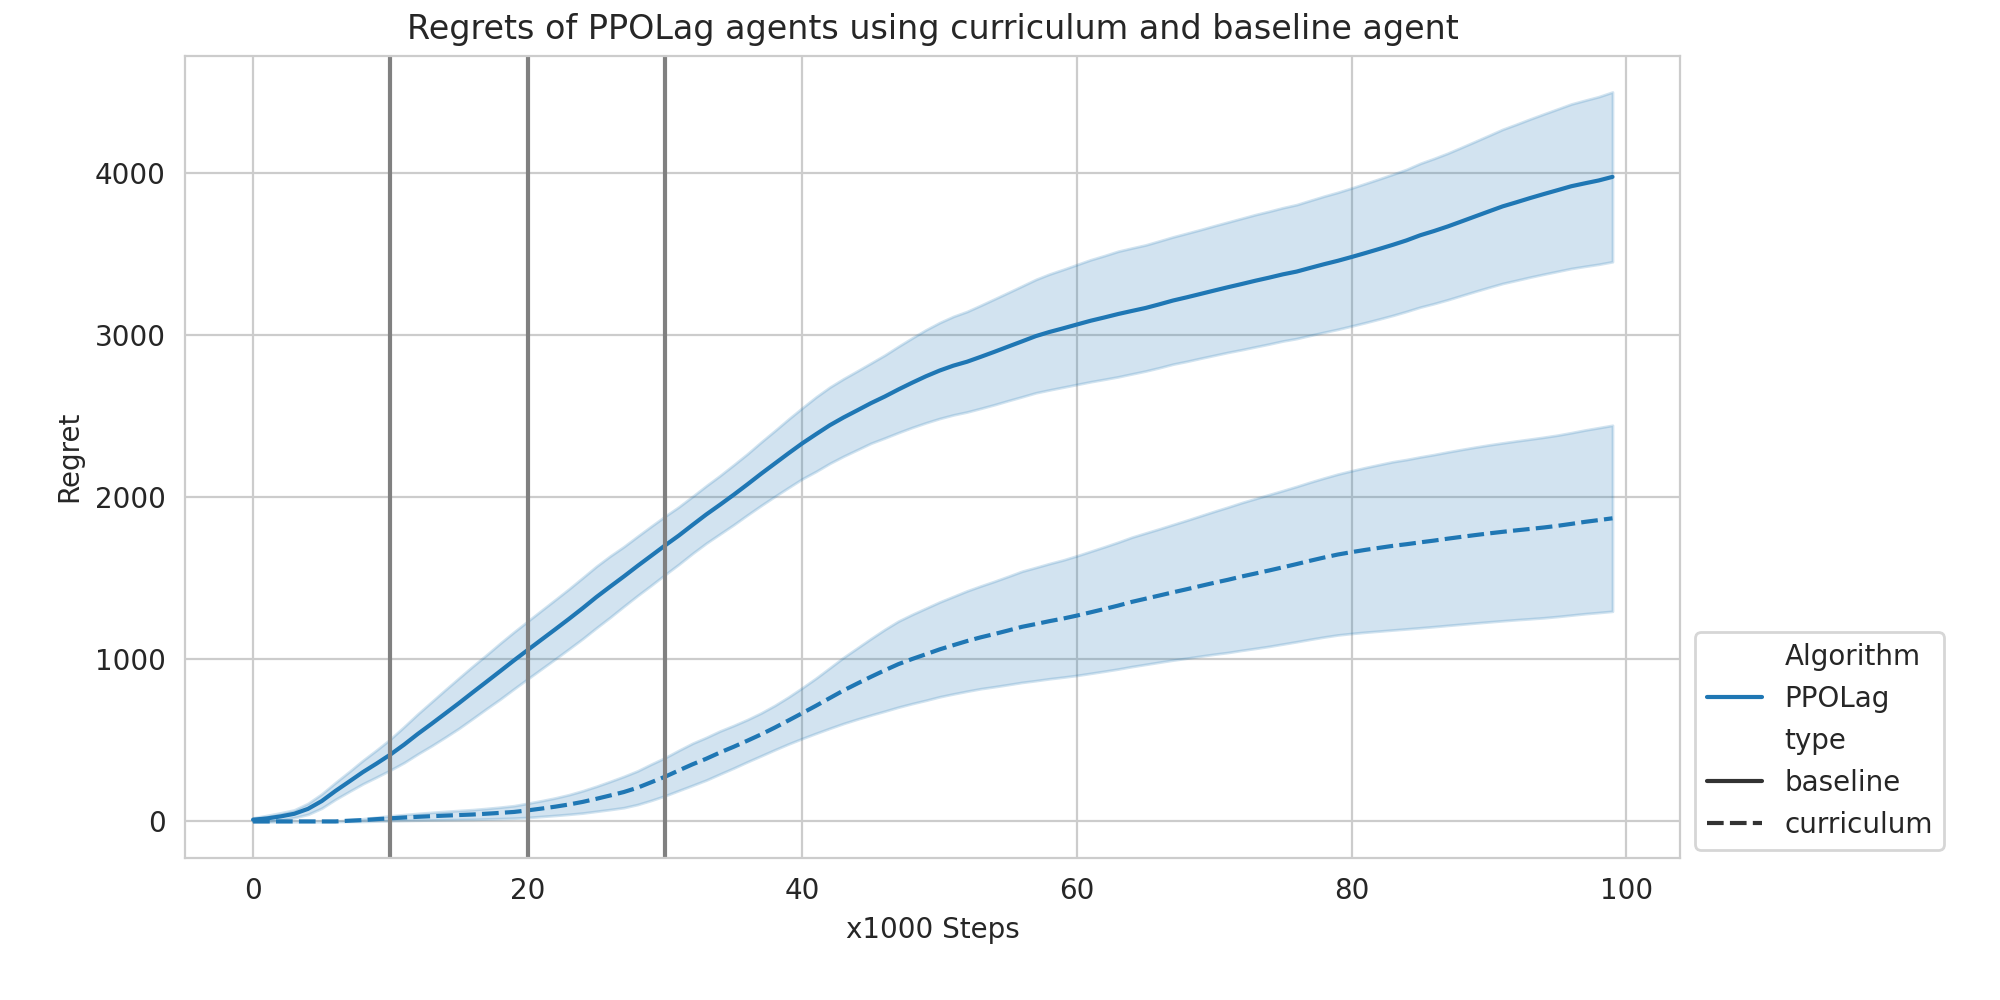 Regrets of PPOLag agents using curriculum and baseline agent
4000
3000
2000
1000
0
Regret
0 20 40 60 80 100
x1000 Steps
Algorithm
PPOLag
type
baseline
curriculum